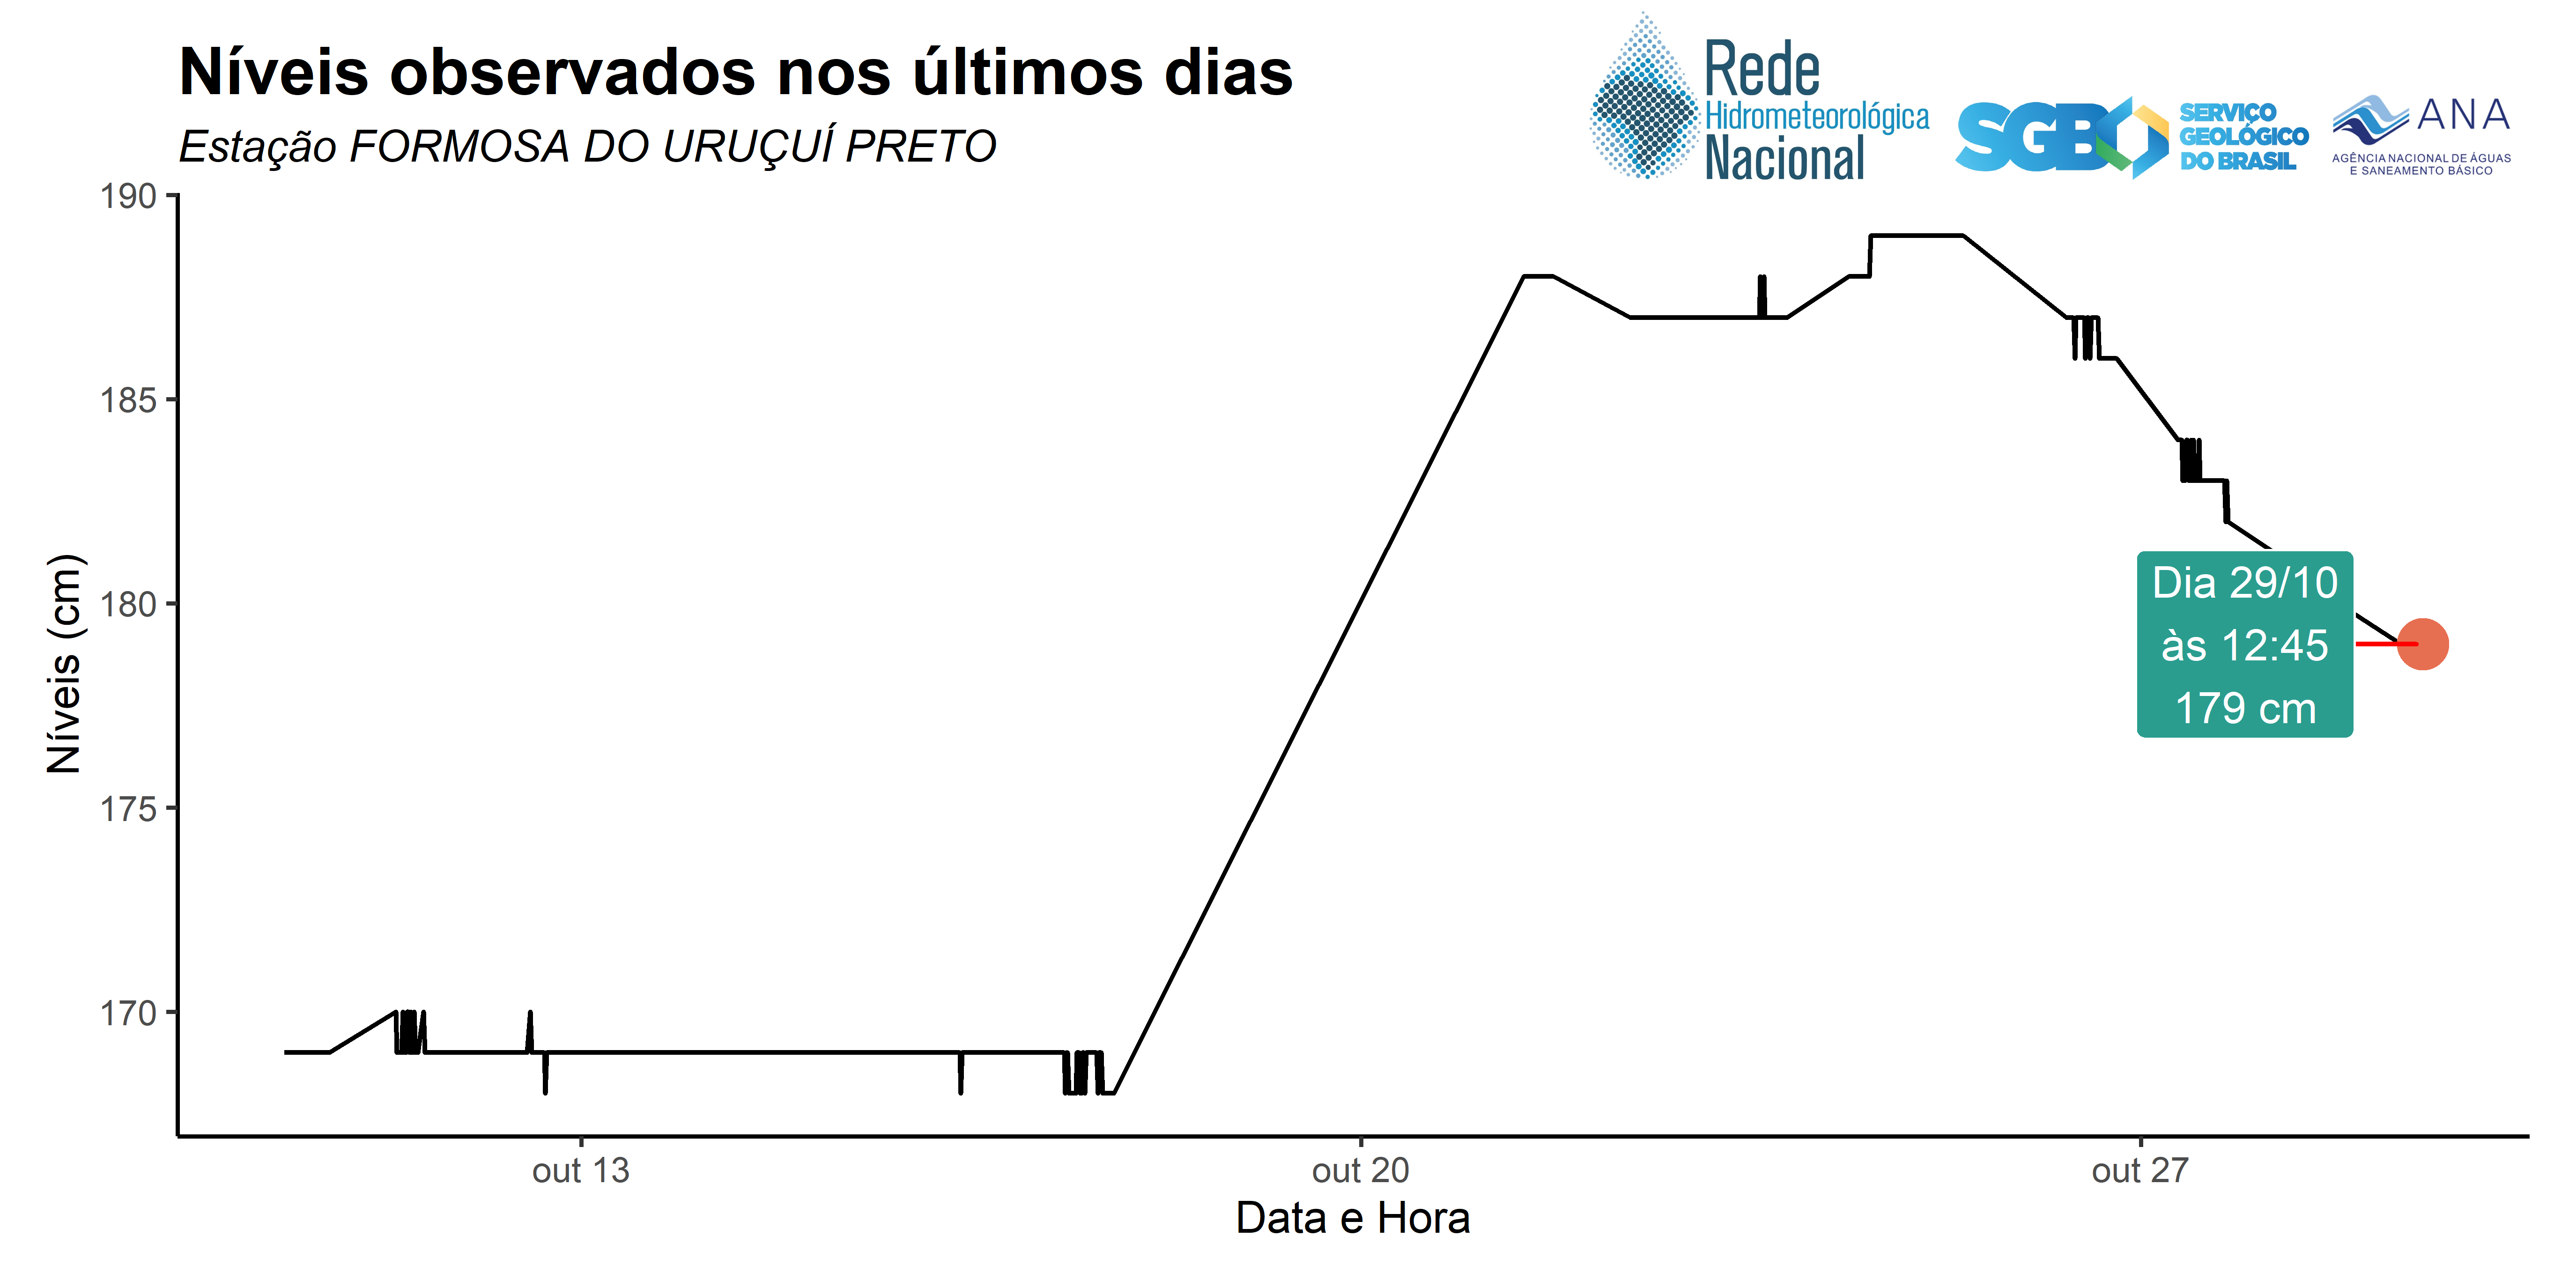 Níveis observados nos últimos dias
Estação FORMOSA DO URUÇUÍ PRETO
Rede
Hidrometeorológica
Nacional
SGB
SERVIÇO
GEOLÓGICO
DO BRASIL
ANA
AGÊNCIA NACIONAL DE ÁGUAS
E SANEAMENTO BÁSICO
190
185
180
175
170
Níveis (cm)
Dia 29/10
às 12:45
179 cm
out 13
out 20
out 27
Data e Hora